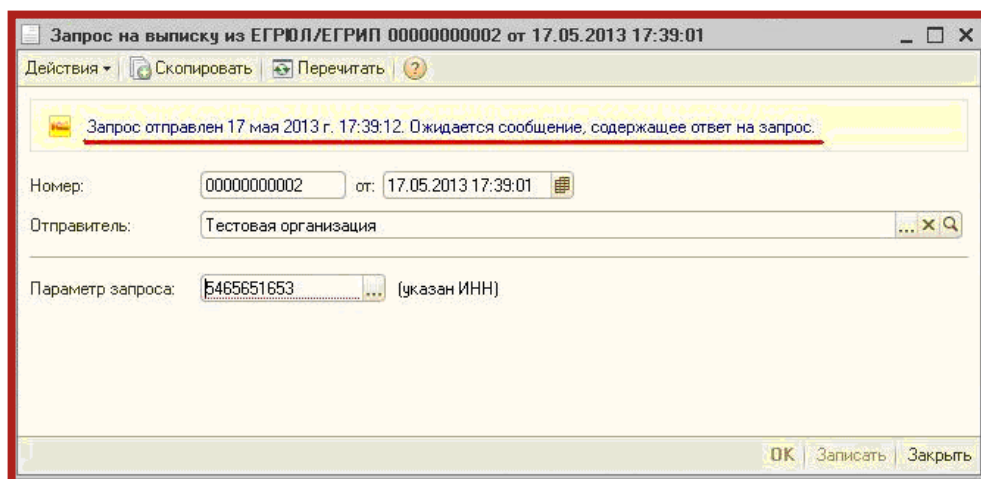 Запрос на выписку из ЕГРЮЛ/ЕГРИП 00000000002 от 17.05.2013 17:39:01
Действия Скопировать Перечитать ?
Запрос отправлен 17 мая 2013 г. 17:39:12. Ожидается сообщение, содержащее ответ на запрос.
Номер: 00000000002 от: 17.05.2013 17:39:01
Отправитель: Тестовая организация ...
Параметр запроса: 5465651653 ... (указан ИНН)
OK Записать Закрыть